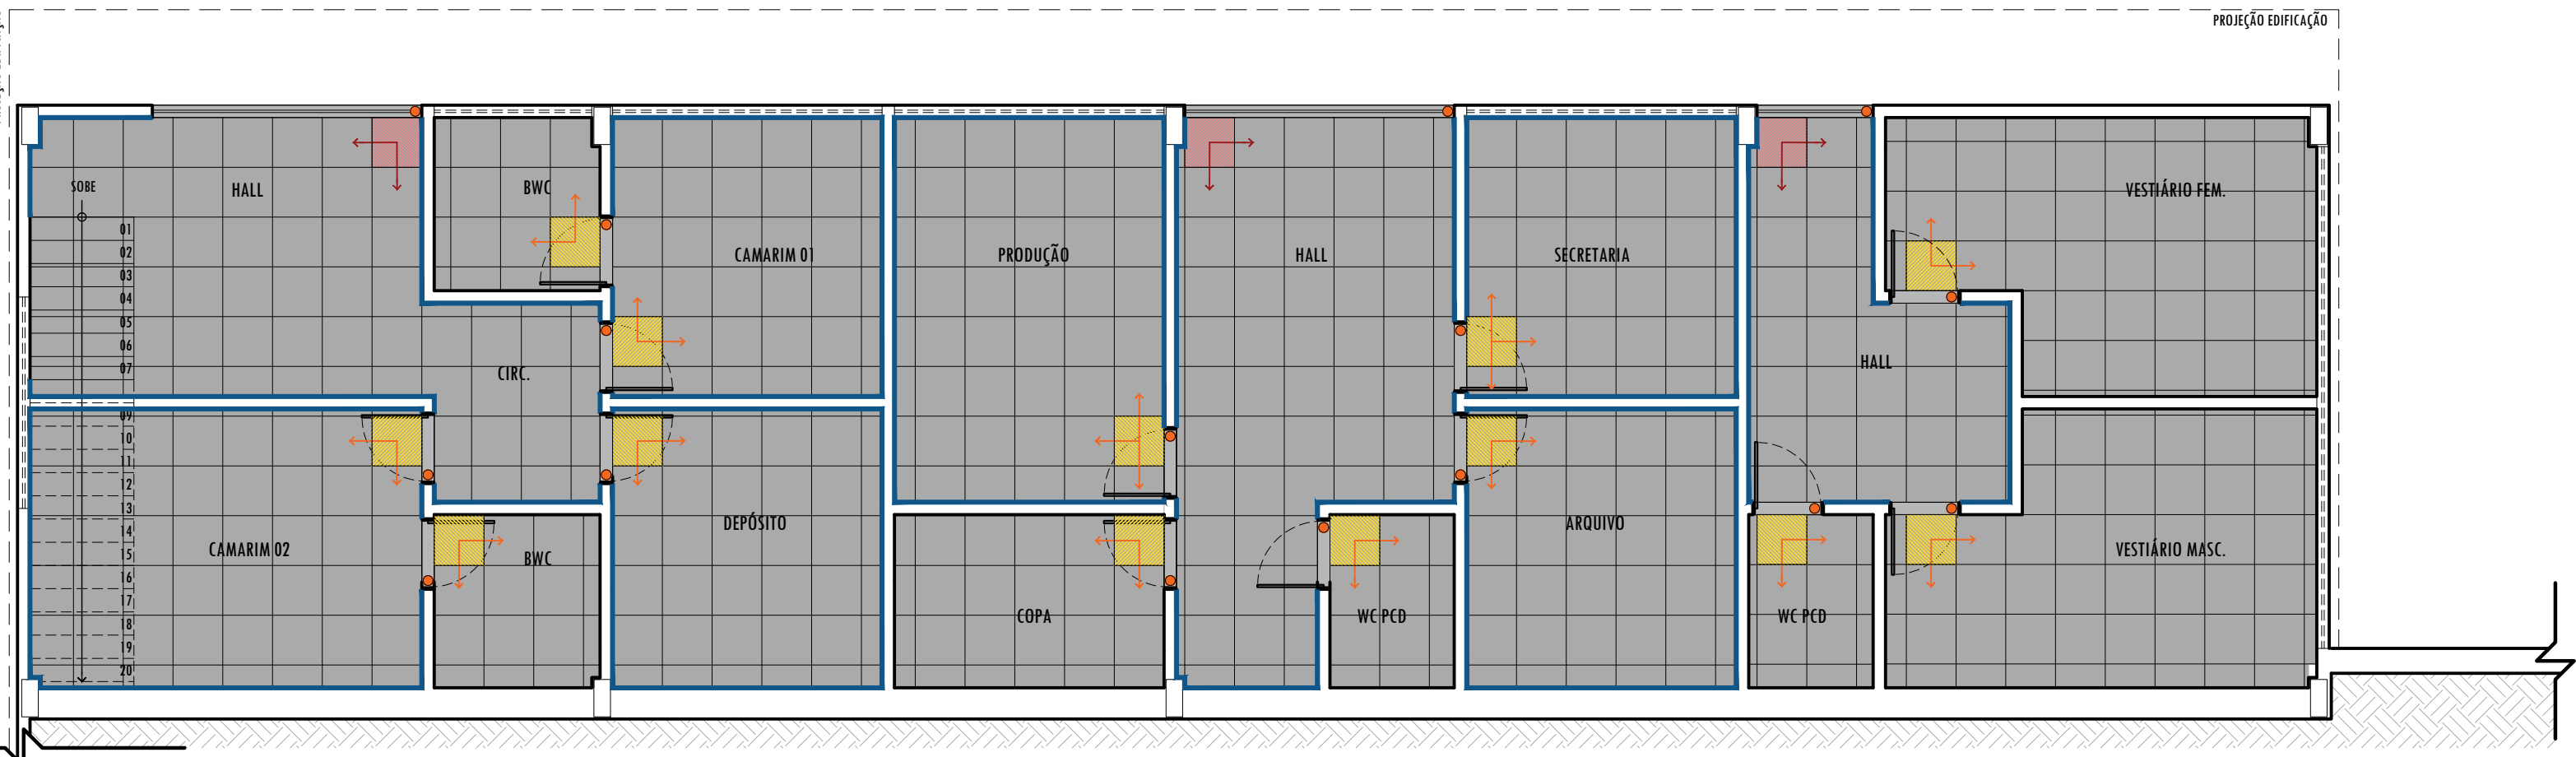 PROJEÇÃO EDIFICAÇÃO
SOBE
HALL
BWC
VESTIÁRIO FEM.
01
02
03
04
05
06
07
CAMARIM 01
PRODUÇÃO
HALL
SECRETARIA
CIRC.
HALL
09
10
11
12
13
14
15
16
17
18
19
20
CAMARIM 02
BWC
DEPÓSITO
COPA
WC PCD
ARQUIVO
WC PCD
VESTIÁRIO MASC.